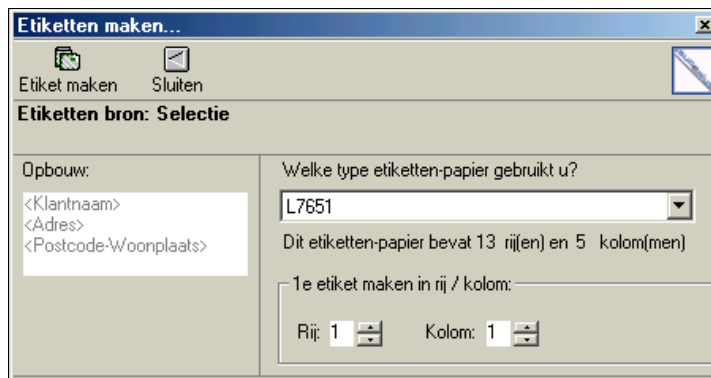 Etiketten maken...
Etiket maken Sluiten
Etiketten bron: Selectie
Opbouw:
<Klantnaam>
<Adres>
<Postcode-Woonplaats>
Welke type etiketten-papier gebruikt u?
L7651
Dit etiketten-papier bevat 13 rij(en) en 5 kolom(men)
1e etiket maken in rij / kolom:
Rij: 1 Kolom: 1